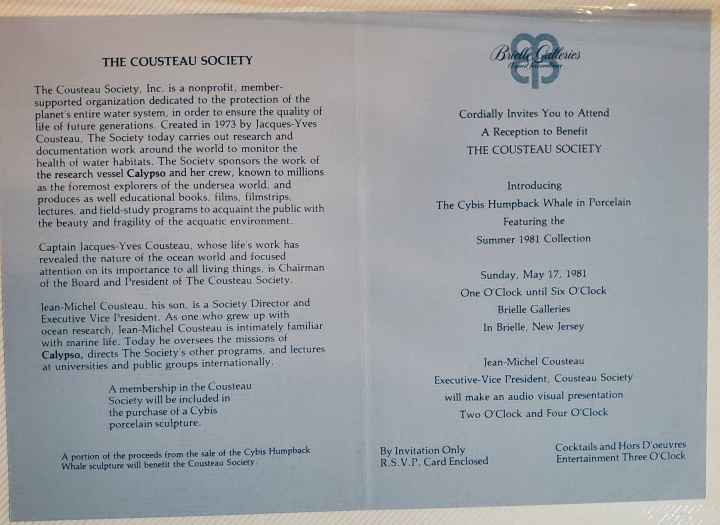 THE COUSTEAU SOCIETY
The Cousteau Society, Inc. is a nonprofit, member-
supported organization dedicated to the protection of the
planet's entire water system, in order to ensure the quality of
life of future generations. Created in 1973 by Jacques-Yves
Cousteau, The Society today carries out research and
documentation work around the world to monitor the
health of water habitats. The Society sponsors the work of
the research vessel Calypso and her crew, known to millions
as the foremost explorers of the undersea world, and
produces as well educational books, films, filmstrips,
lectures, and field-study programs to acquaint the public with
the beauty and fragility of the acquatic environment.
Captain Jacques-Yves Cousteau, whose life's work has
revealed the nature of the ocean world and focused
attention on its importance to all living things, is Chairman
of the Board and President of The Cousteau Society.
Jean-Michel Cousteau, his son, is a Society Director and
Executive Vice President. As one who grew up with
ocean research, Jean-Michel Cousteau is intimately familiar
with marine life. Today he oversees the missions of
Calypso, directs The Society's other programs, and lectures
at universities and public groups internationally.
A membership in the Cousteau
Society will be included in
the purchase of a Cybis
porcelain sculpture.
A portion of the proceeds from the sale of the Cybis Humpback
Whale sculpture will benefit the Cousteau Society.
Brielle Galleries
Cordially Invites You to Attend
A Reception to Benefit
THE COUSTEAU SOCIETY
Introducing
The Cybis Humpback Whale in Porcelain
Featuring the
Summer 1981 Collection
Sunday, May 17, 1981
One O'Clock until Six O'Clock
Brielle Galleries
In Brielle, New Jersey
Jean-Michel Cousteau
Executive-Vice President, Cousteau Society
will make an audio visual presentation
Two O'Clock and Four O'Clock
By Invitation Only
R.S.V.P. Card Enclosed
Cocktails and Hors D'oeuvres
Entertainment Three O'Clock